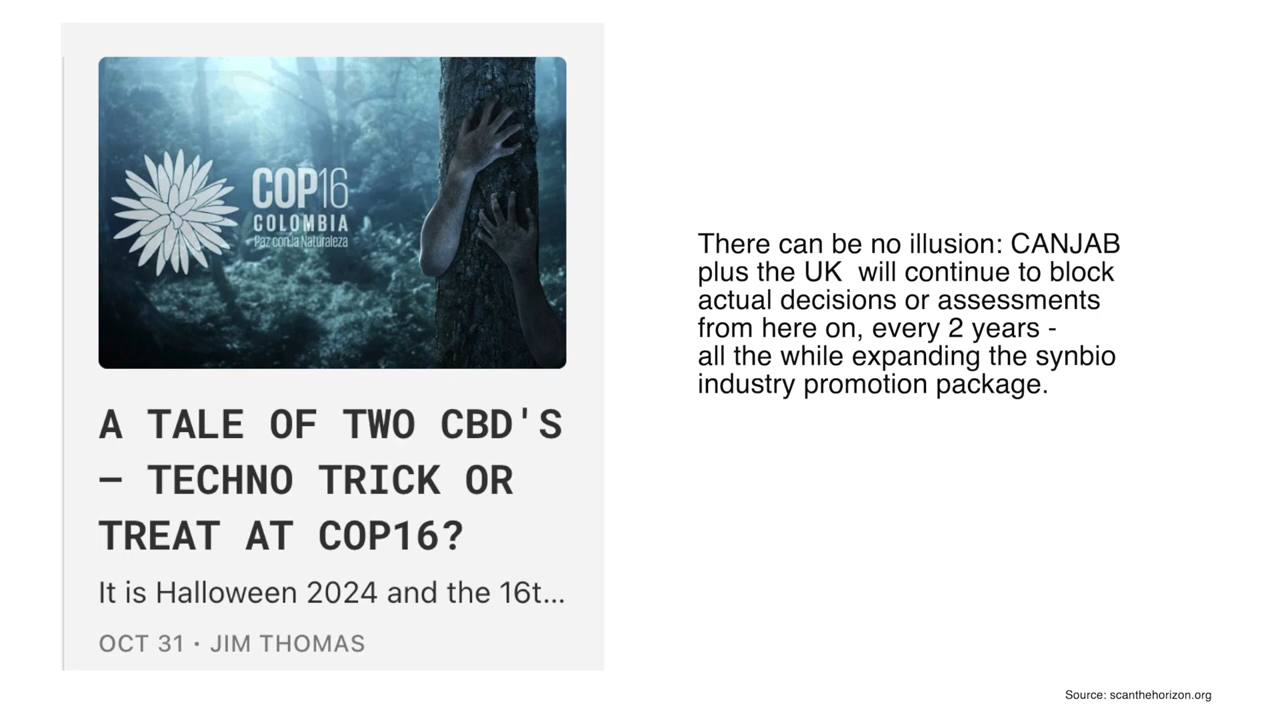 COP16
COLOMBIA
Paz con la Naturaleza
A TALE OF TWO CBD'S
– TECHNO TRICK OR
TREAT AT COP16?
It is Halloween 2024 and the 16t...
OCT 31 · JIM THOMAS
There can be no illusion: CANJAB
plus the UK  will continue to block
actual decisions or assessments
from here on, every 2 years -
all the while expanding the synbio
industry promotion package.
Source: scanthehorizon.org